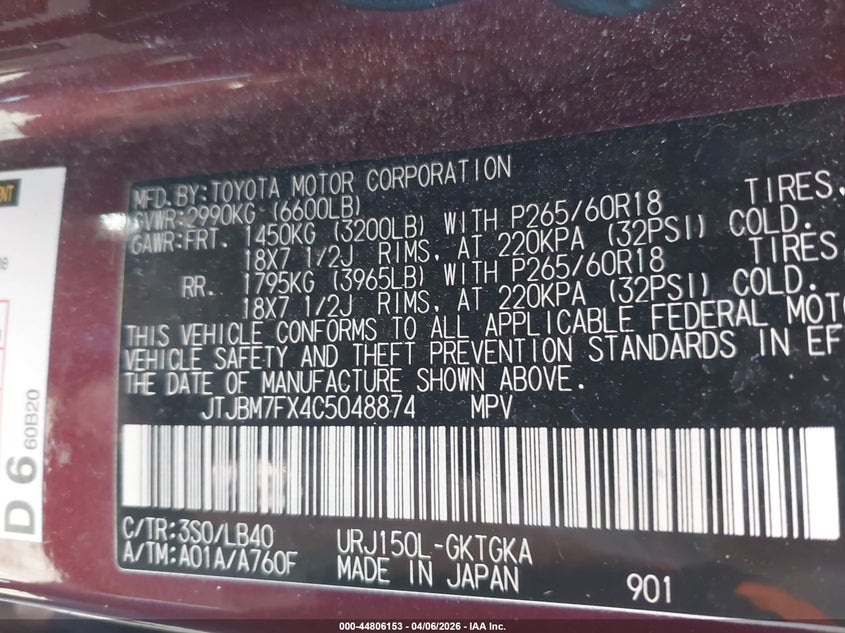 MFD. BY:TOYOTA MOTOR CORPORATION
GVWR:2990KG (6600LB)
GAWR:FRT. 1450KG (3200LB) WITH P265/60R18 TIRES,
18X7 1/2J RIMS, AT 220KPA (32PSI) COLD.
RR. 1795KG (3965LB) WITH P265/60R18 TIRES,
18X7 1/2J RIMS, AT 220KPA (32PSI) COLD.
THIS VEHICLE CONFORMS TO ALL APPLICABLE FEDERAL MOTO
VEHICLE SAFETY AND THEFT PREVENTION STANDARDS IN EF
THE DATE OF MANUFACTURE SHOWN ABOVE.
JTJBM7FX4C5048874 MPV
C/TR:3S0/LB40 URJ150L-GKTGKA
A/TM:A01A/A760F MADE IN JAPAN 901
D 6 60B20
000-44806153 - 04/06/2026 - IAA Inc.